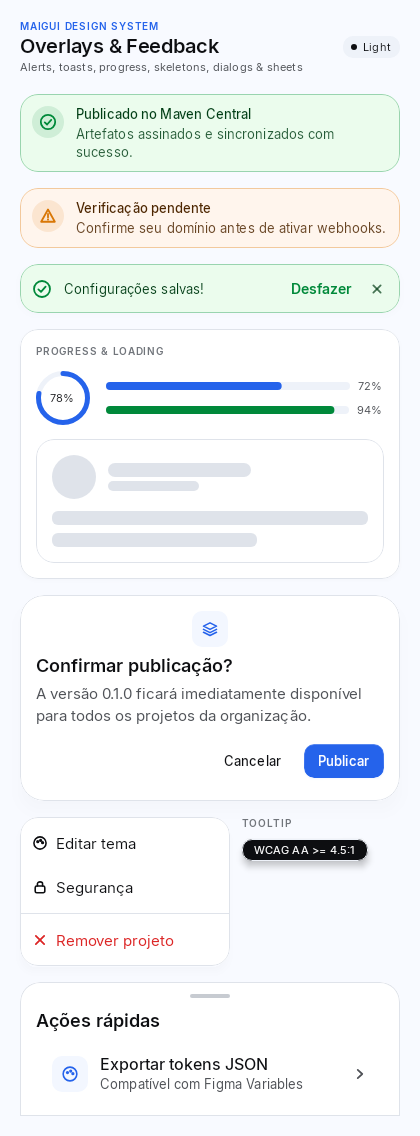 MAIGUI DESIGN SYSTEM
Overlays & Feedback
Light
Alerts, toasts, progress, skeletons, dialogs & sheets
Publicado no Maven Central
Artefatos assinados e sincronizados com
sucesso.
Verificação pendente
Confirme seu domínio antes de ativar webhooks.
Configurações salvas!
Desfazer
PROGRESS & LOADING
78%
72%
94%
Confirmar publicação?
A versão 0.1.0 ficará imediatamente disponível
para todos os projetos da organização.
Cancelar
Publicar
Editar tema
Segurança
Remover projeto
TOOLTIP
WCAG AA >= 4.5:1
Ações rápidas
Exportar tokens JSON
Compatível com Figma Variables